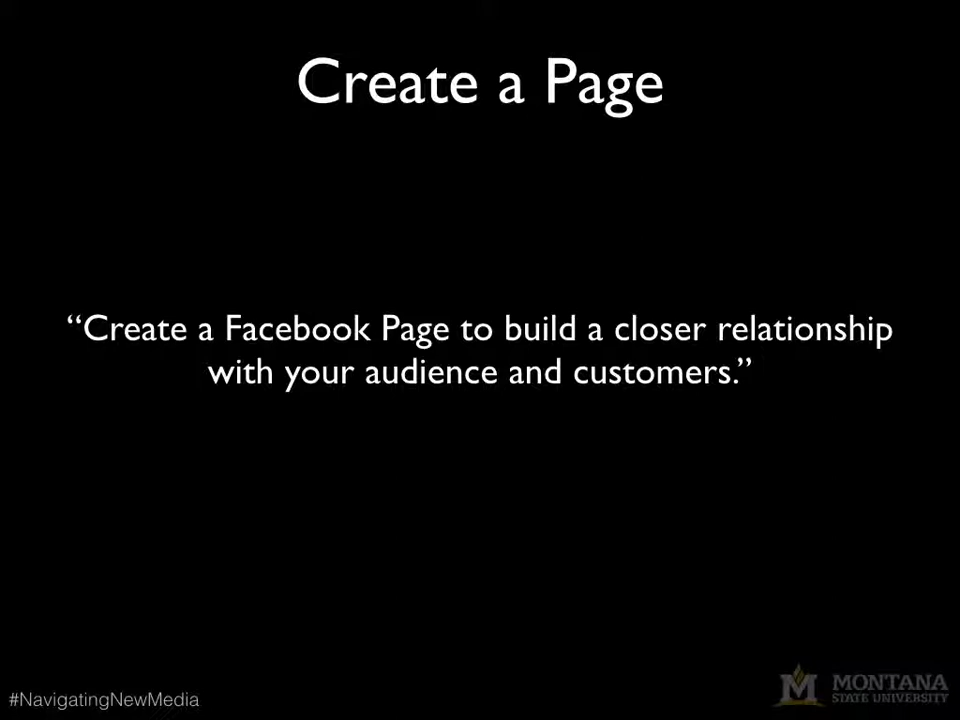 Create a Page
“Create a Facebook Page to build a closer relationship
with your audience and customers.”
#NavigatingNewMedia
M MONTANA
STATE UNIVERSITY